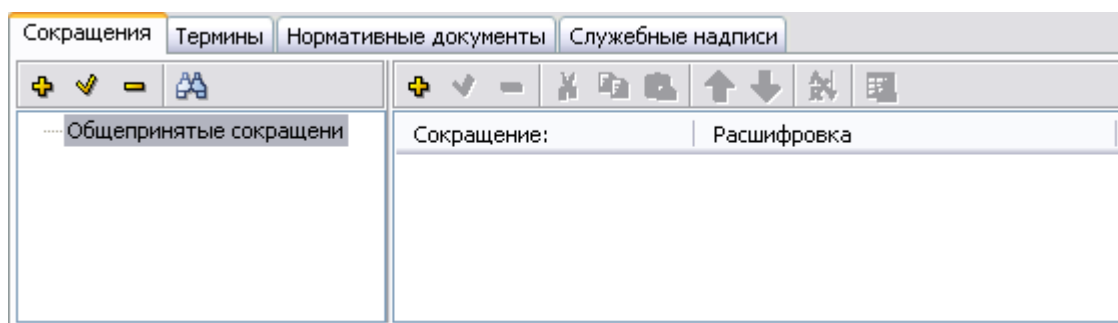 Сокращения Термины Нормативные документы Служебные надписи
Общепринятые сокращени
Сокращение: Расшифровка